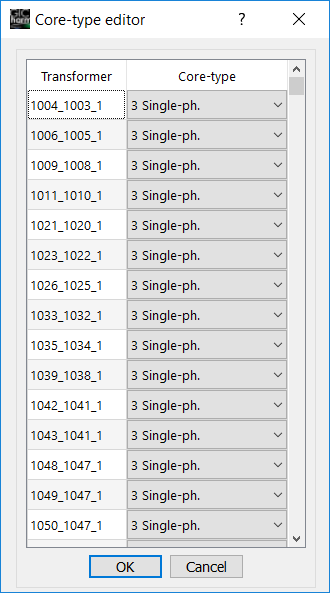 GIC
harm
Core-type editor
?
Transformer Core-type
1004_1003_1 3 Single-ph.
1006_1005_1 3 Single-ph.
1009_1008_1 3 Single-ph.
1011_1010_1 3 Single-ph.
1021_1020_1 3 Single-ph.
1023_1022_1 3 Single-ph.
1026_1025_1 3 Single-ph.
1033_1032_1 3 Single-ph.
1035_1034_1 3 Single-ph.
1039_1038_1 3 Single-ph.
1042_1041_1 3 Single-ph.
1043_1041_1 3 Single-ph.
1048_1047_1 3 Single-ph.
1049_1047_1 3 Single-ph.
1050_1047_1 3 Single-ph.
OK Cancel